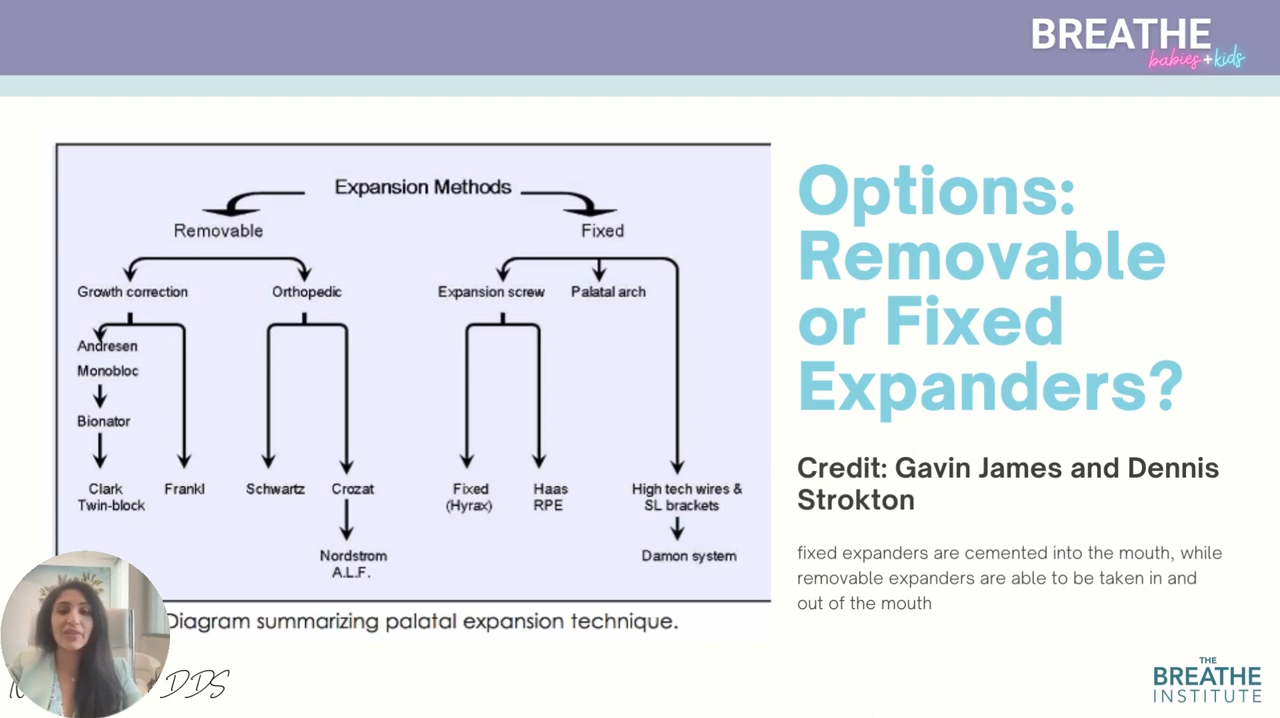 BREATHE
babies+kids
Expansion Methods
Removable
Fixed
Growth correction
Orthopedic
Expansion screw
Palatal arch
Andresen
Monobloc
Bionator
Clark
Twin-block
Frankl
Schwartz
Crozat
Fixed
(Hyrax)
Haas
RPE
High tech wires &
SL brackets
Nordstrom
A.L.F.
Damon system
Diagram summarizing palatal expansion technique.
Options:
Removable
or Fixed
Expanders?
Credit: Gavin James and Dennis
Strokton
fixed expanders are cemented into the mouth, while
removable expanders are able to be taken in and
out of the mouth
DDS
THE
BREATHE
INSTITUTE